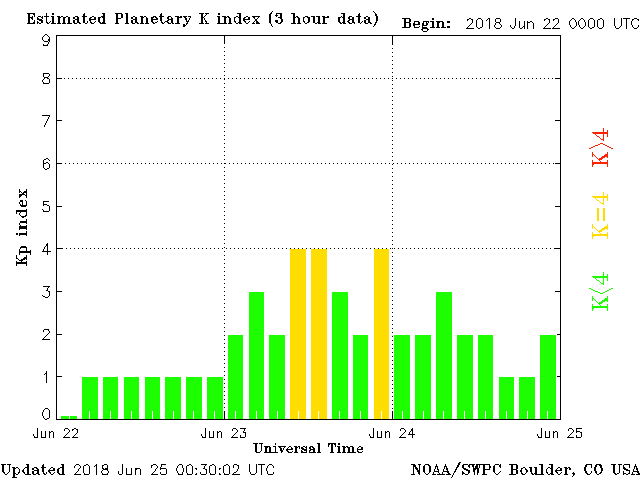 Estimated Planetary K index (3 hour data)
Begin: 2018 Jun 22 0000 UTC
9
8
7
6
5
4
3
2
1
0
Kp index
K>4
K=4
K<4
Jun 22
Jun 23
Jun 24
Jun 25
Universal Time
Updated 2018 Jun 25 00:30:02 UTC
NOAA/SWPC Boulder, CO USA